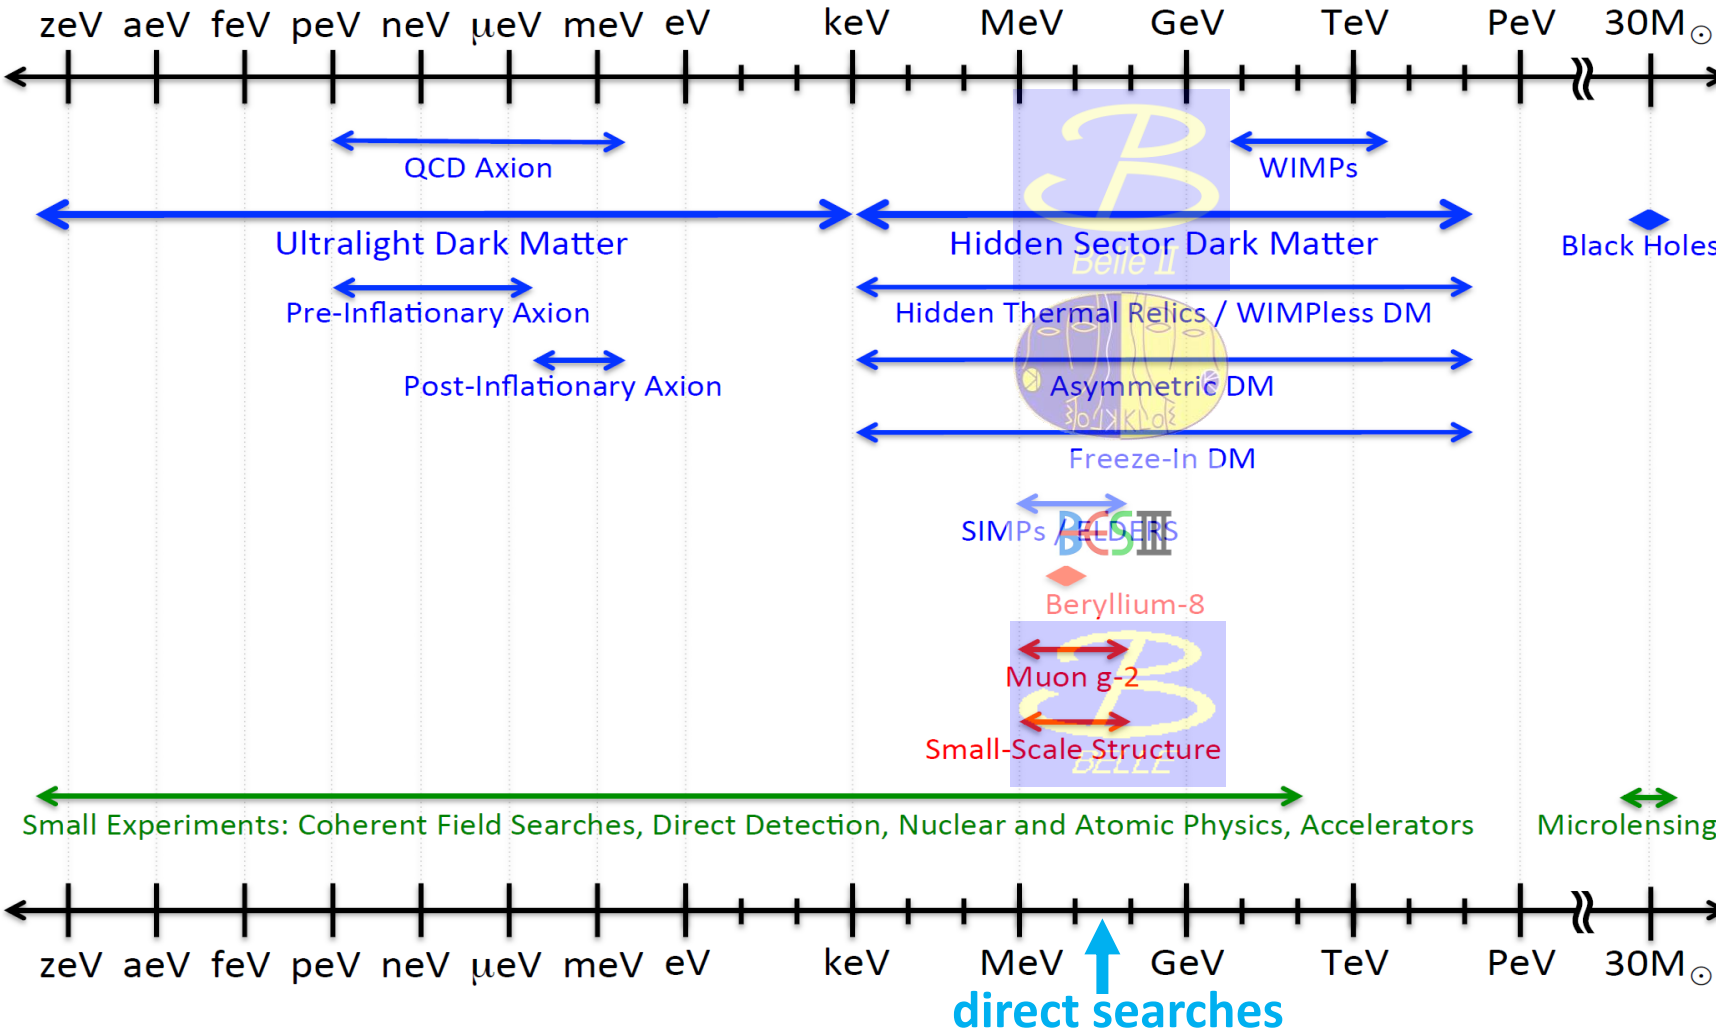 zeV aeV feV peV neV μeV meV eV keV MeV GeV TeV PeV 30M☉
QCD Axion
WIMPs
Ultralight Dark Matter
Hidden Sector Dark Matter
Black Holes
Belle II
Pre-Inflationary Axion
Hidden Thermal Relics / WIMPless DM
Post-Inflationary Axion
Asymmetric DM
KLOE
Freeze-In DM
SIMPs / ELDERS
BESIII
Beryllium-8
Muon g-2
Small-Scale Structure
BELLE
Small Experiments: Coherent Field Searches, Direct Detection, Nuclear and Atomic Physics, Accelerators
Microlensing
zeV aeV feV peV neV μeV meV eV keV MeV GeV TeV PeV 30M☉
direct searches